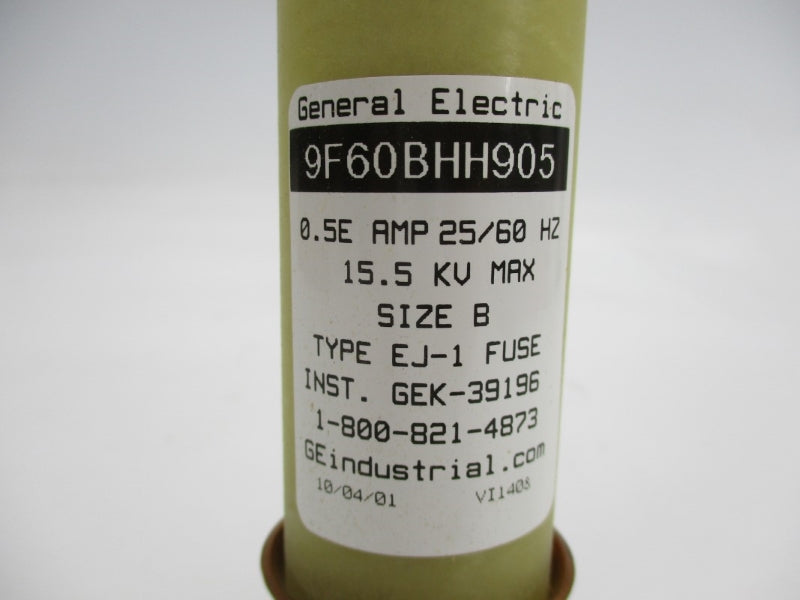 General Electric
9F60BHH905
0.5E AMP 25/60 HZ
15.5 KV MAX
SIZE B
TYPE EJ-1 FUSE
INST. GEK-39196
1-800-821-4873
GEindustrial.com
10/04/01 VI1408